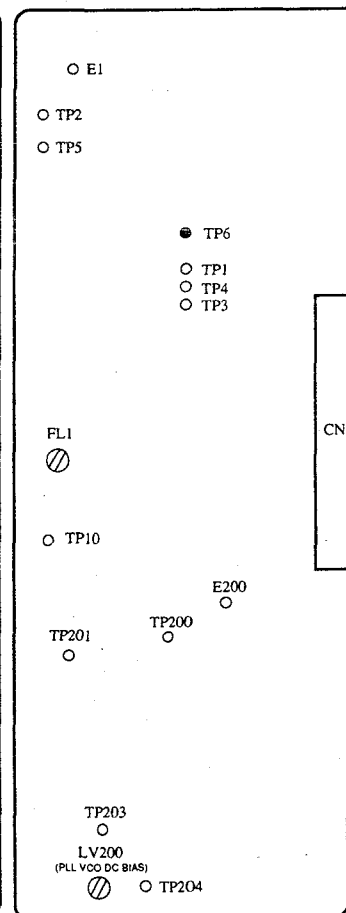 E1
TP2
TP5
TP6
TP1
TP4
TP3
CN
FL1
TP10
E200
TP200
TP201
TP203
LV200
(PLL VCO DC BIAS)
TP204